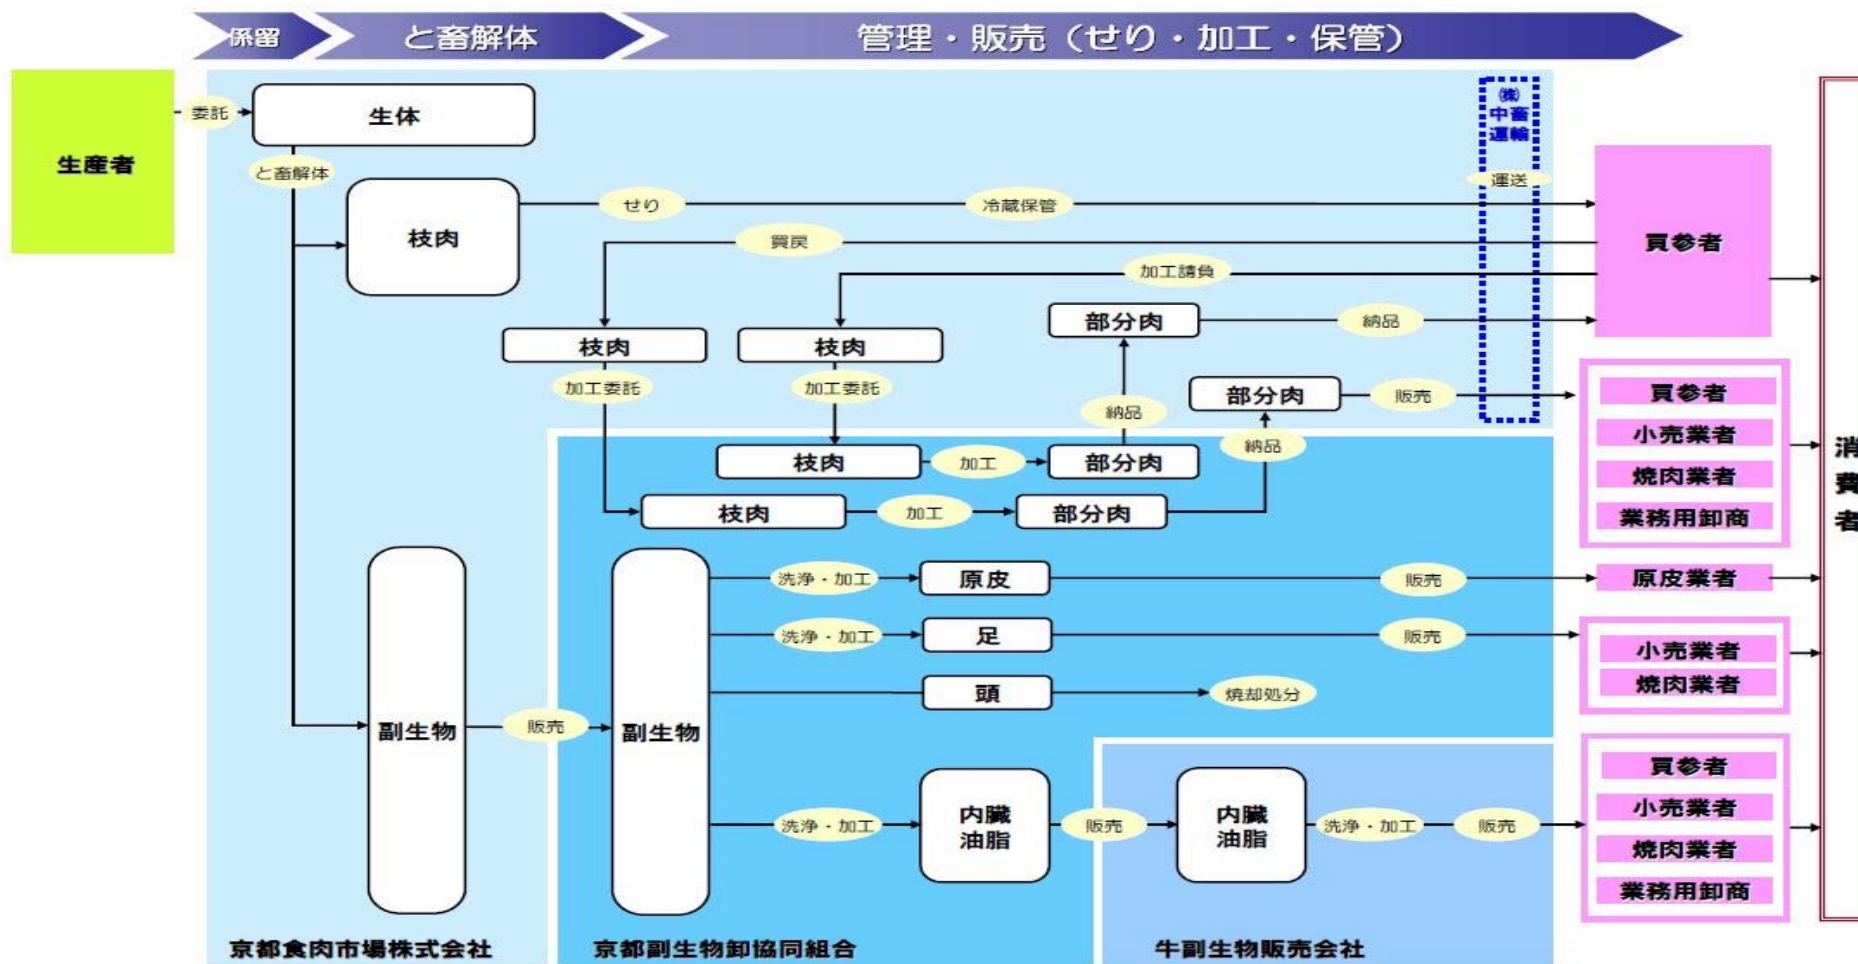 係留
と畜解体
管理・販売（せり・加工・保管）
生産者
委託
生体
と畜解体
枝肉
せり
冷蔵保管
㈱
中畜
運輸
運送
買参者
買戻
加工請負
枝肉
加工委託
枝肉
加工委託
部分肉
納品
納品
部分肉
販売
納品
枝肉
加工
部分肉
枝肉
加工
部分肉
買参者
小売業者
焼肉業者
業務用卸商
消
費
者
副生物
販売
副生物
洗浄・加工
原皮
販売
原皮業者
洗浄・加工
足
販売
小売業者
焼肉業者
頭
焼却処分
洗浄・加工
内臓
油脂
販売
内臓
油脂
洗浄・加工
販売
買参者
小売業者
焼肉業者
業務用卸商
京都食肉市場株式会社
京都副生物卸協同組合
牛副生物販売会社